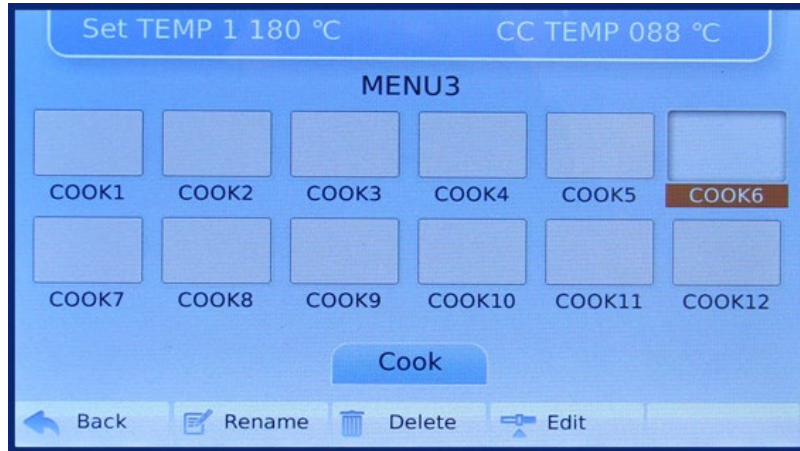 Set TEMP 1 180 °C CC TEMP 088 °C
MENU3
COOK1 COOK2 COOK3 COOK4 COOK5 COOK6
COOK7 COOK8 COOK9 COOK10 COOK11 COOK12
Cook
Back Rename Delete Edit